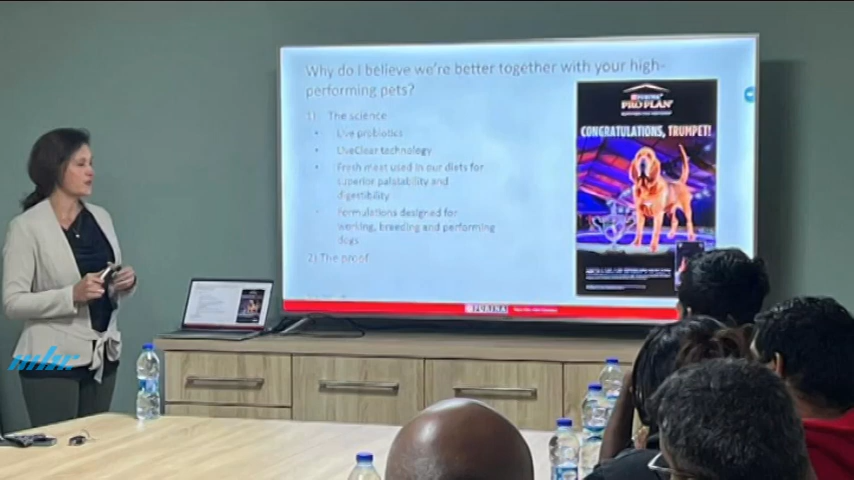 Why do I believe we're better together with your high-
performing pets?
1) The science
• Live probiotics
• LiveClear technology
• Fresh meat used in our diets for
superior palatability and
digestibility
• Formulations designed for
working, breeding and performing
dogs
2) The proof
PURINA
PRO PLAN
CONGRATULATIONS, TRUMPET!
PURINA
mbc